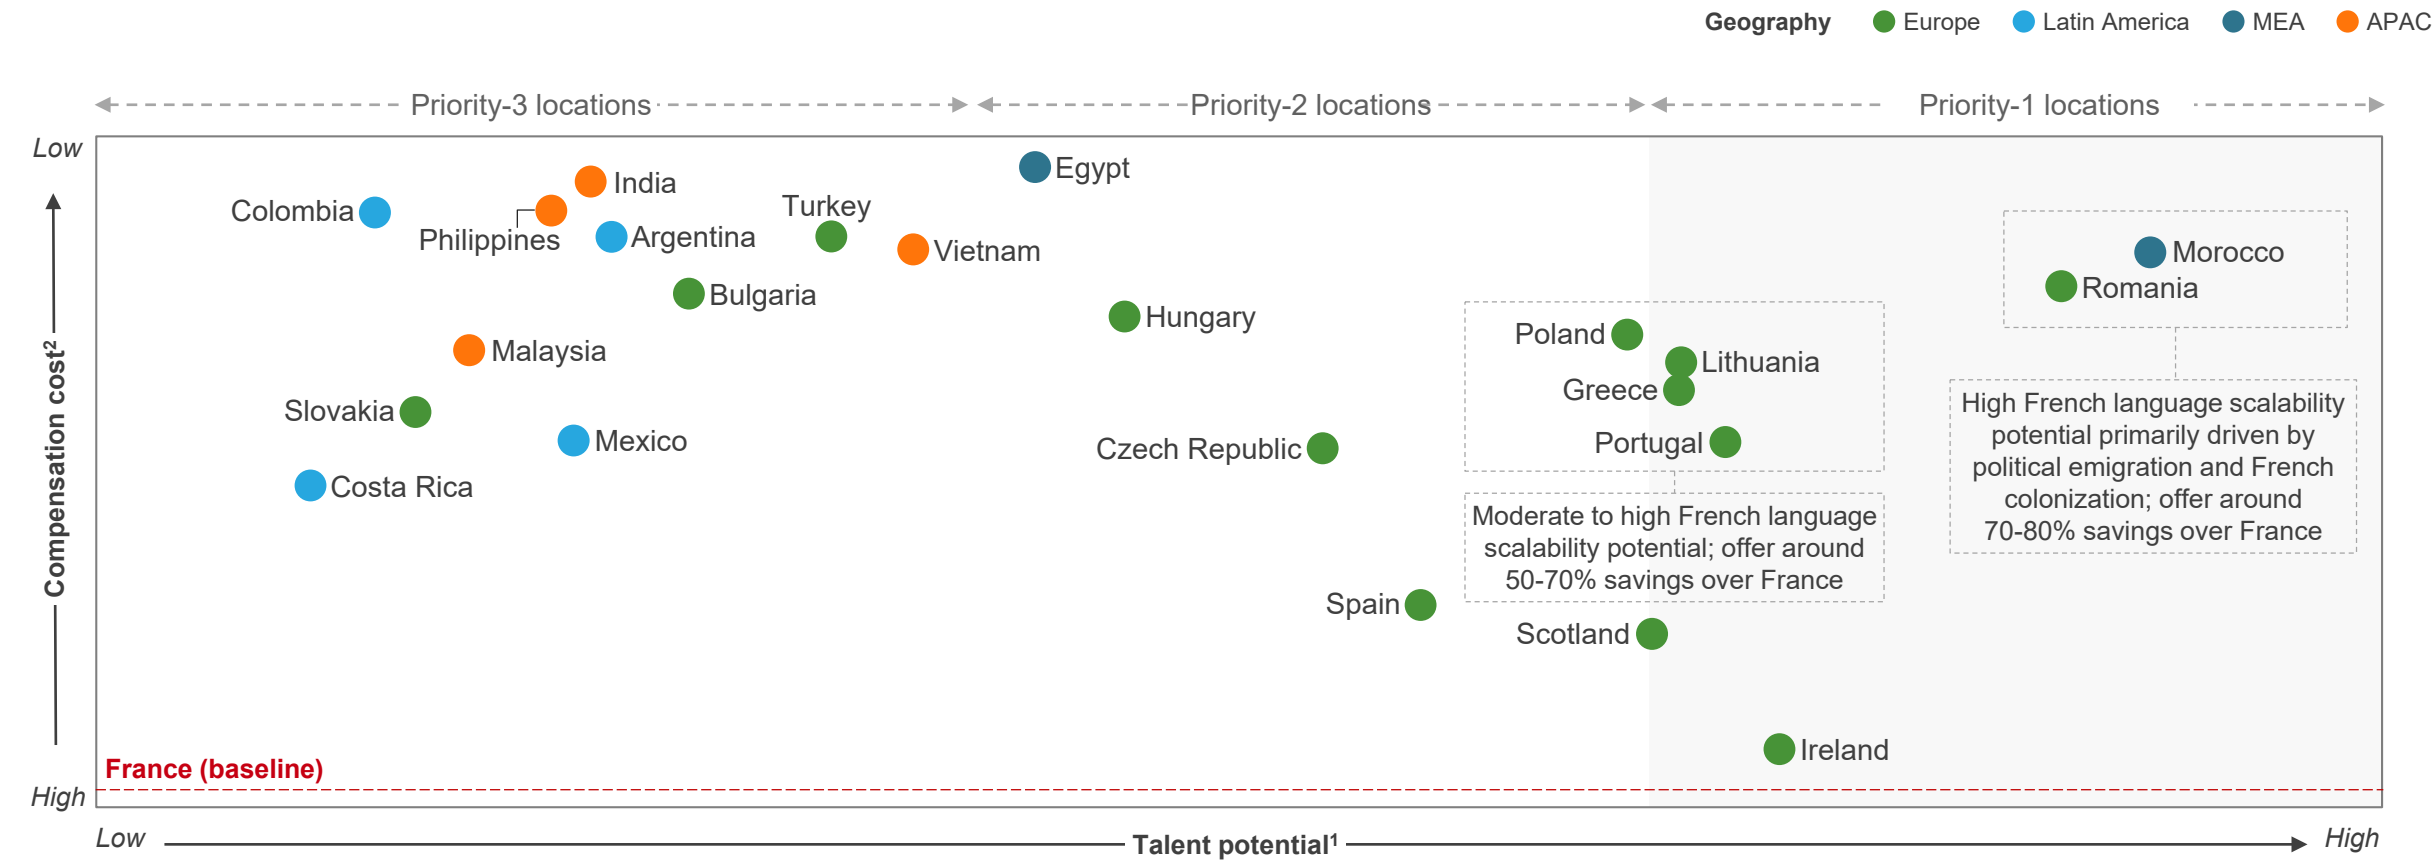 Geography Europe Latin America MEA APAC
Priority-3 locations Priority-2 locations Priority-1 locations
Low
Egypt
India
Colombia
Turkey
Philippines
Argentina
Vietnam
Morocco
Bulgaria
Romania
Hungary
Poland
Malaysia
Lithuania
Greece
Slovakia
Mexico
Portugal
Czech Republic
Costa Rica
High French language scalability
potential primarily driven by
political emigration and French
colonization; offer around
70-80% savings over France
Moderate to high French language
scalability potential; offer around
50-70% savings over France
Spain
Scotland
Ireland
Compensation cost²
France (baseline)
High
Low
Talent potential¹
High